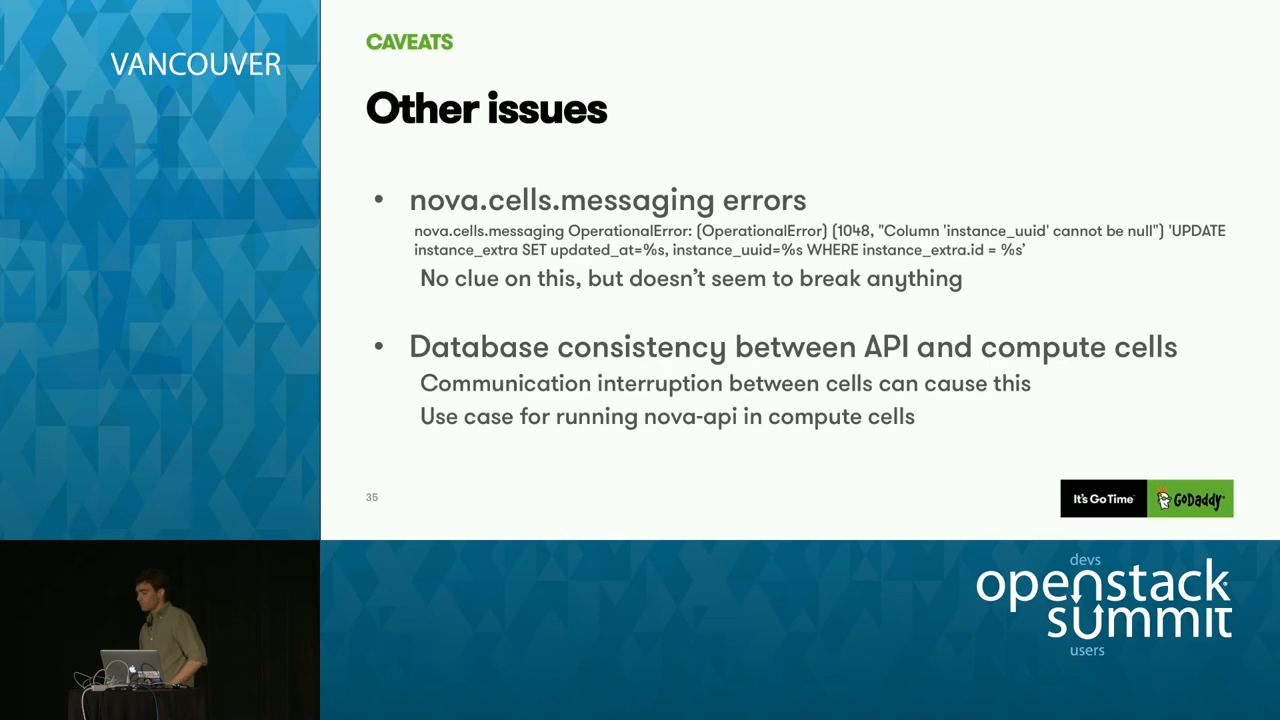 VANCOUVER
CAVEATS
Other issues
• nova.cells.messaging errors
nova.cells.messaging OperationalError: (OperationalError) (1048, "Column 'instance_uuid' cannot be null") 'UPDATE
instance_extra SET updated_at=%s, instance_uuid=%s WHERE instance_extra.id = %s’
No clue on this, but doesn’t seem to break anything
• Database consistency between API and compute cells
Communication interruption between cells can cause this
Use case for running nova-api in compute cells
35
It's Go Time
GoDaddy
devs
openstack
summit
users